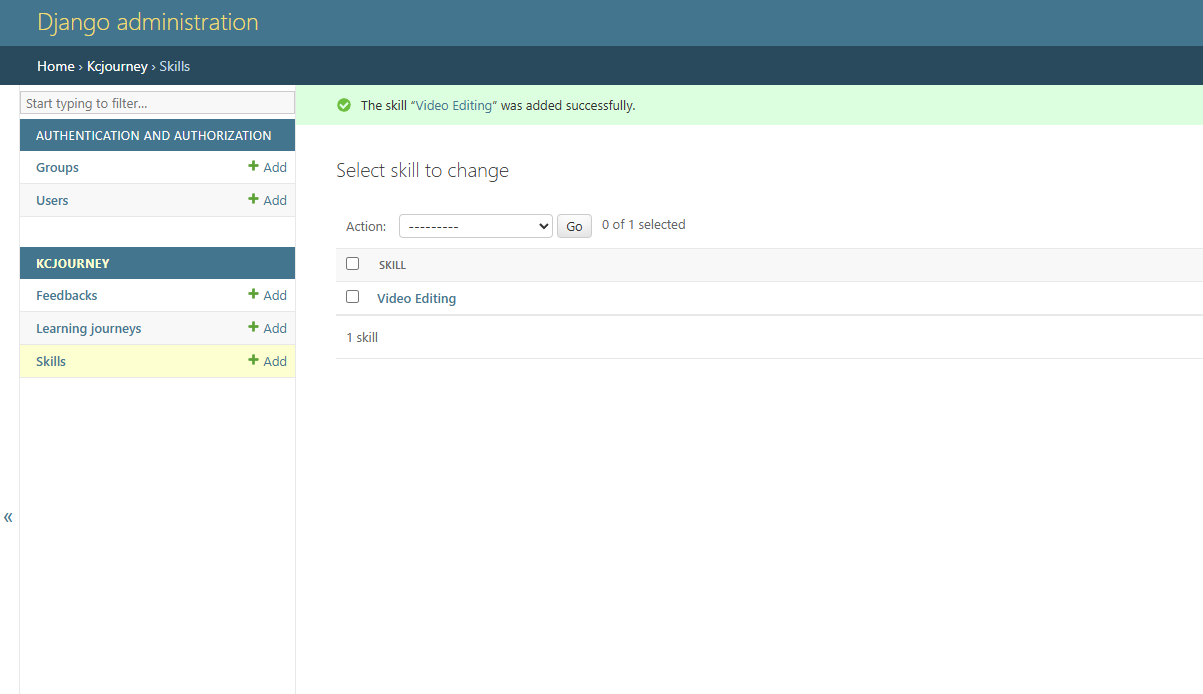 Django administration
Home › Kcjourney › Skills
Start typing to filter...
AUTHENTICATION AND AUTHORIZATION
Groups + Add
Users + Add
KCJOURNEY
Feedbacks + Add
Learning journeys + Add
Skills + Add
«
The skill “Video Editing” was added successfully.
Select skill to change
Action: --------- Go 0 of 1 selected
SKILL
Video Editing
1 skill